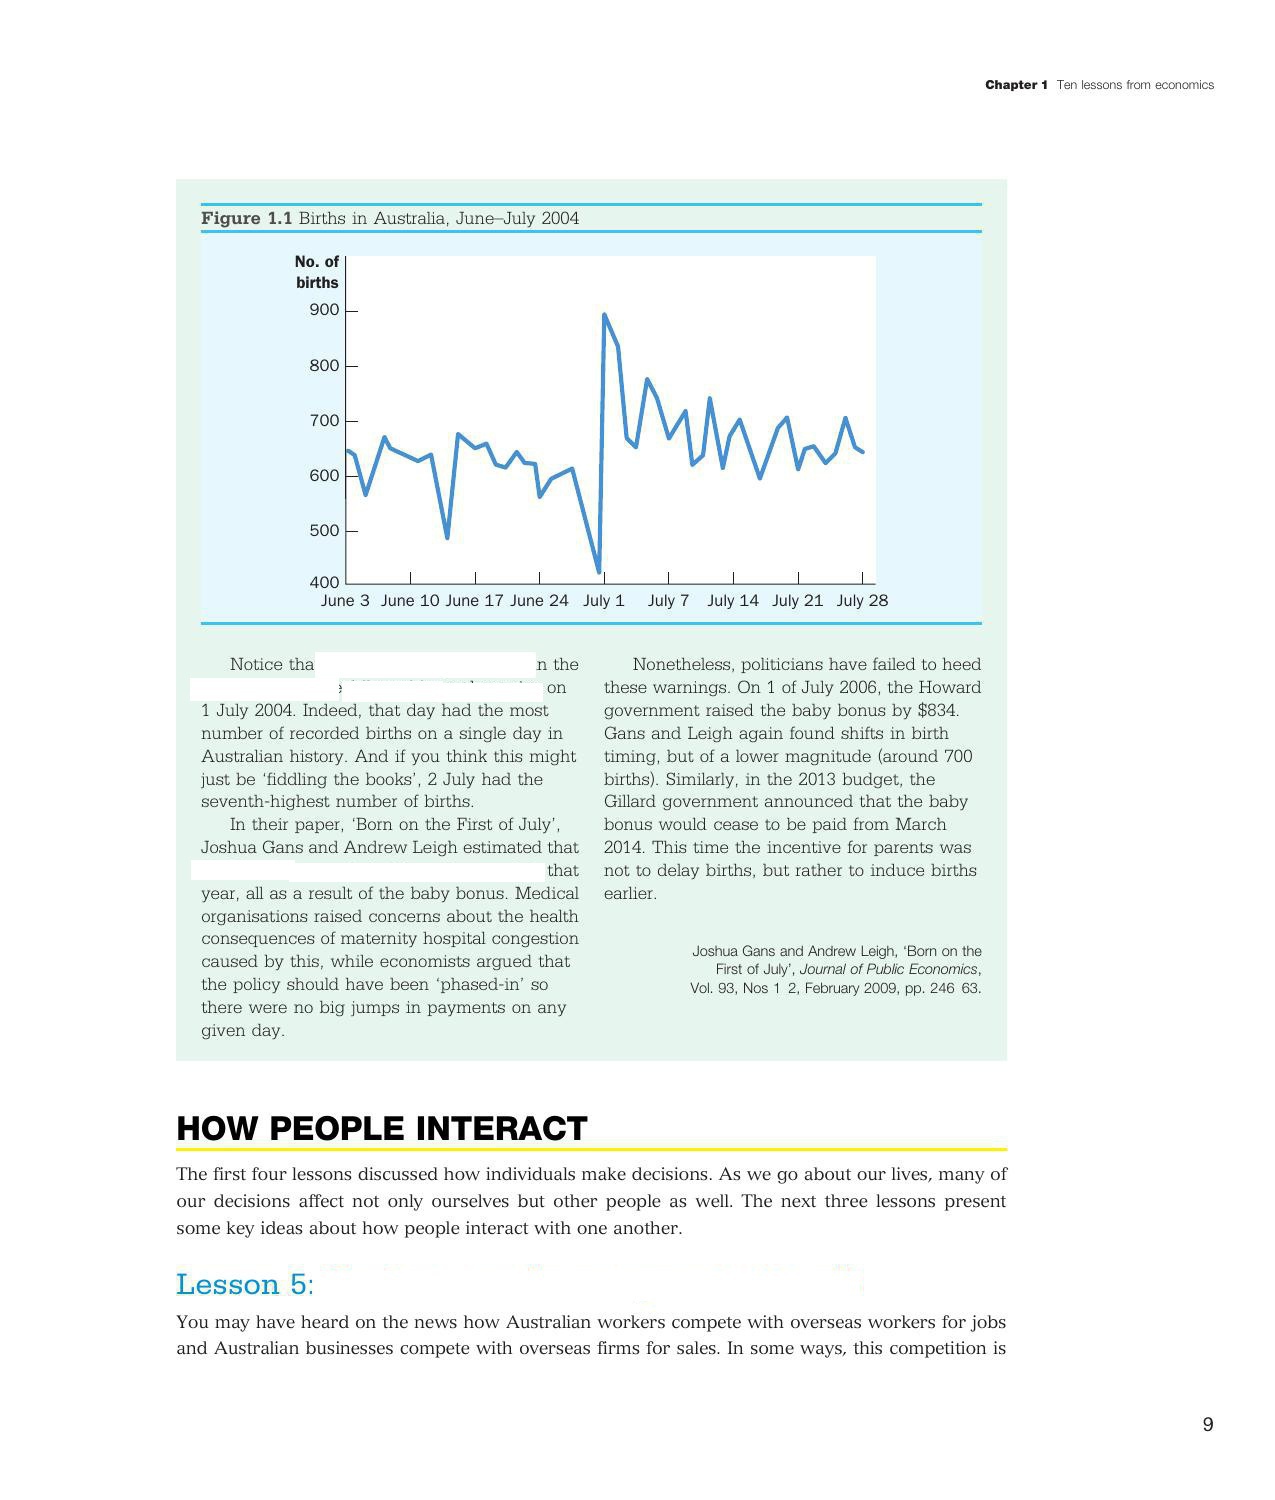 Chapter 1 Ten lessons from economics
Figure 1.1 Births in Australia, June–July 2004
No. of
births
900
800
700
600
500
400
June 3 June 10 June 17 June 24 July 1 July 7 July 14 July 21 July 28
Notice the
on
1 July 2004. Indeed, that day had the most
number of recorded births on a single day in
Australian history. And if you think this might
just be ‘fiddling the books’, 2 July had the
seventh-highest number of births.
In their paper, ‘Born on the First of July’,
Joshua Gans and Andrew Leigh estimated that
that
year, all as a result of the baby bonus. Medical
organisations raised concerns about the health
consequences of maternity hospital congestion
caused by this, while economists argued that
the policy should have been ‘phased-in’ so
there were no big jumps in payments on any
given day.
Nonetheless, politicians have failed to heed
these warnings. On 1 of July 2006, the Howard
government raised the baby bonus by $834.
Gans and Leigh again found shifts in birth
timing, but of a lower magnitude (around 700
births). Similarly, in the 2013 budget, the
Gillard government announced that the baby
bonus would cease to be paid from March
2014. This time the incentive for parents was
not to delay births, but rather to induce births
earlier.
Joshua Gans and Andrew Leigh, ‘Born on the
First of July’, Journal of Public Economics,
Vol. 93, Nos 1 2, February 2009, pp. 246 63.
HOW PEOPLE INTERACT
The first four lessons discussed how individuals make decisions. As we go about our lives, many of
our decisions affect not only ourselves but other people as well. The next three lessons present
some key ideas about how people interact with one another.
Lesson 5:
You may have heard on the news how Australian workers compete with overseas workers for jobs
and Australian businesses compete with overseas firms for sales. In some ways, this competition is
9